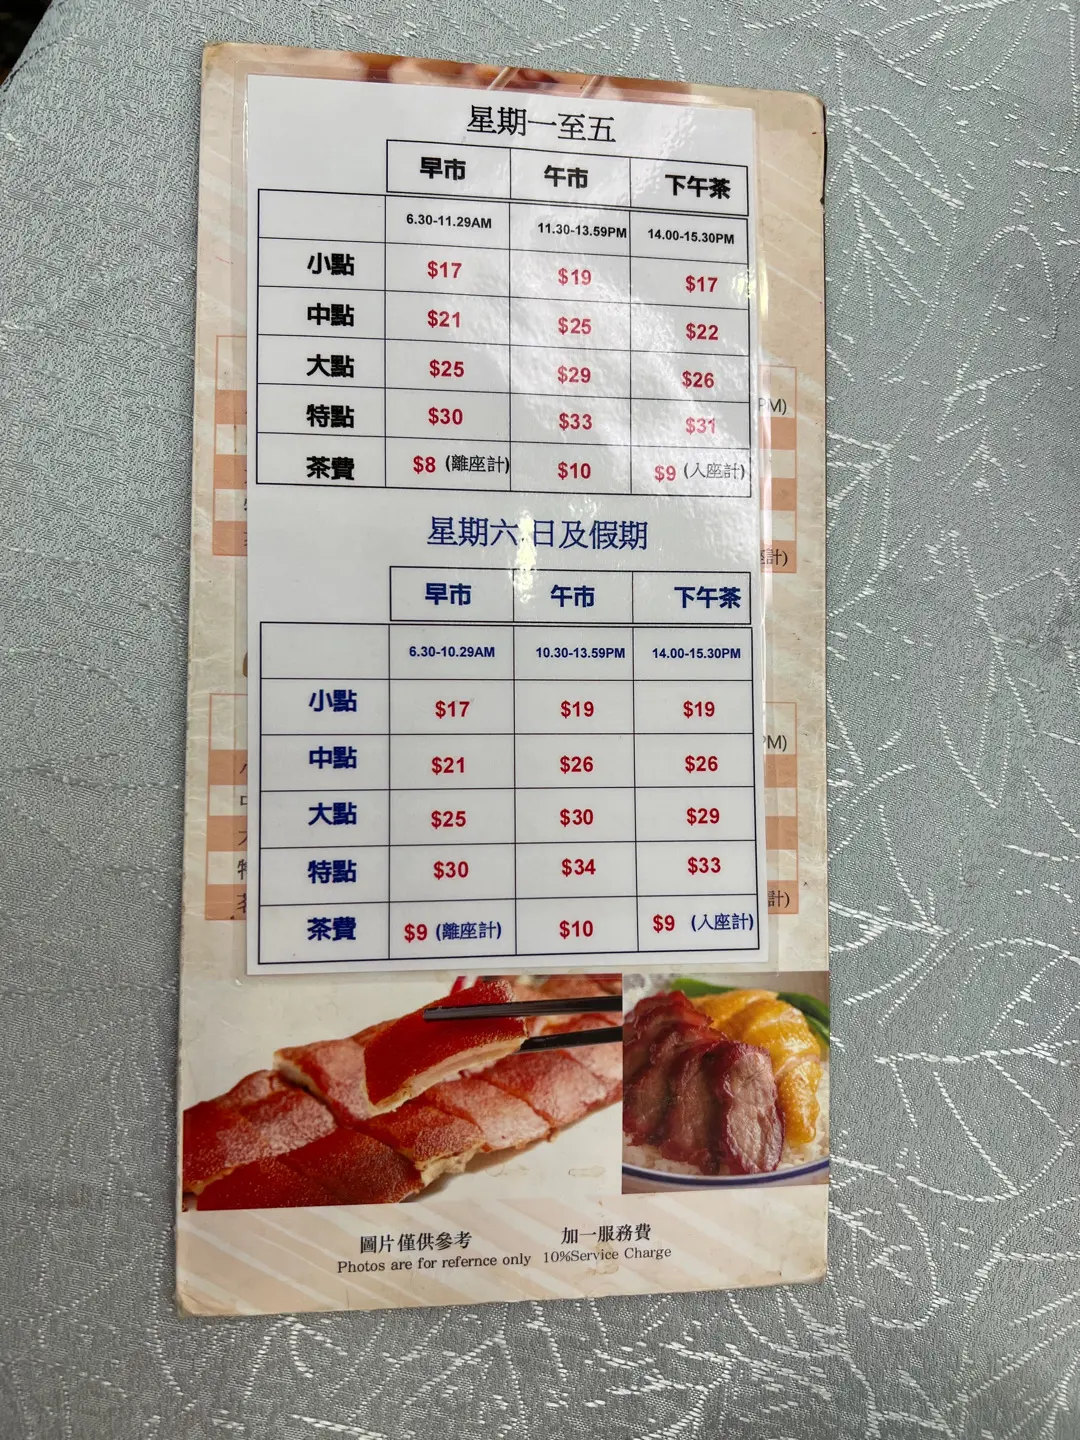 星期一至五
早市 午市 下午茶
6.30-11.29AM 11.30-13.59PM 14.00-15.30PM
小點 $17 $19 $17
中點 $21 $25 $22
大點 $25 $29 $26
特點 $30 $33 $31
茶費 $8 (離座計) $10 $9 (入座計)
星期六.日及假期
早市 午市 下午茶
6.30-10.29AM 10.30-13.59PM 14.00-15.30PM
小點 $17 $19 $19
中點 $21 $26 $26
大點 $25 $30 $29
特點 $30 $34 $33
茶費 $9 (離座計) $10 $9 (入座計)
圖片僅供參考 加一服務費
Photos are for refernce only 10%Service Charge